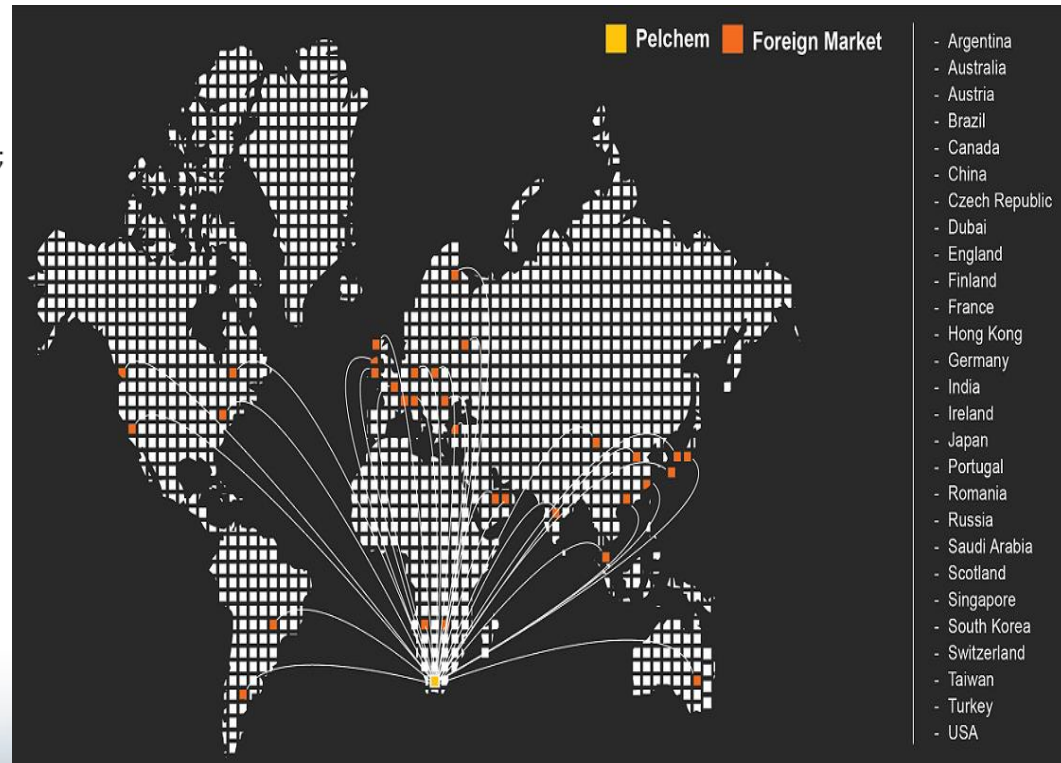 Pelchem
Foreign Market
- Argentina
- Australia
- Austria
- Brazil
- Canada
- China
- Czech Republic
- Dubai
- England
- Finland
- France
- Hong Kong
- Germany
- India
- Ireland
- Japan
- Portugal
- Romania
- Russia
- Saudi Arabia
- Scotland
- Singapore
- South Korea
- Switzerland
- Taiwan
- Turkey
- USA